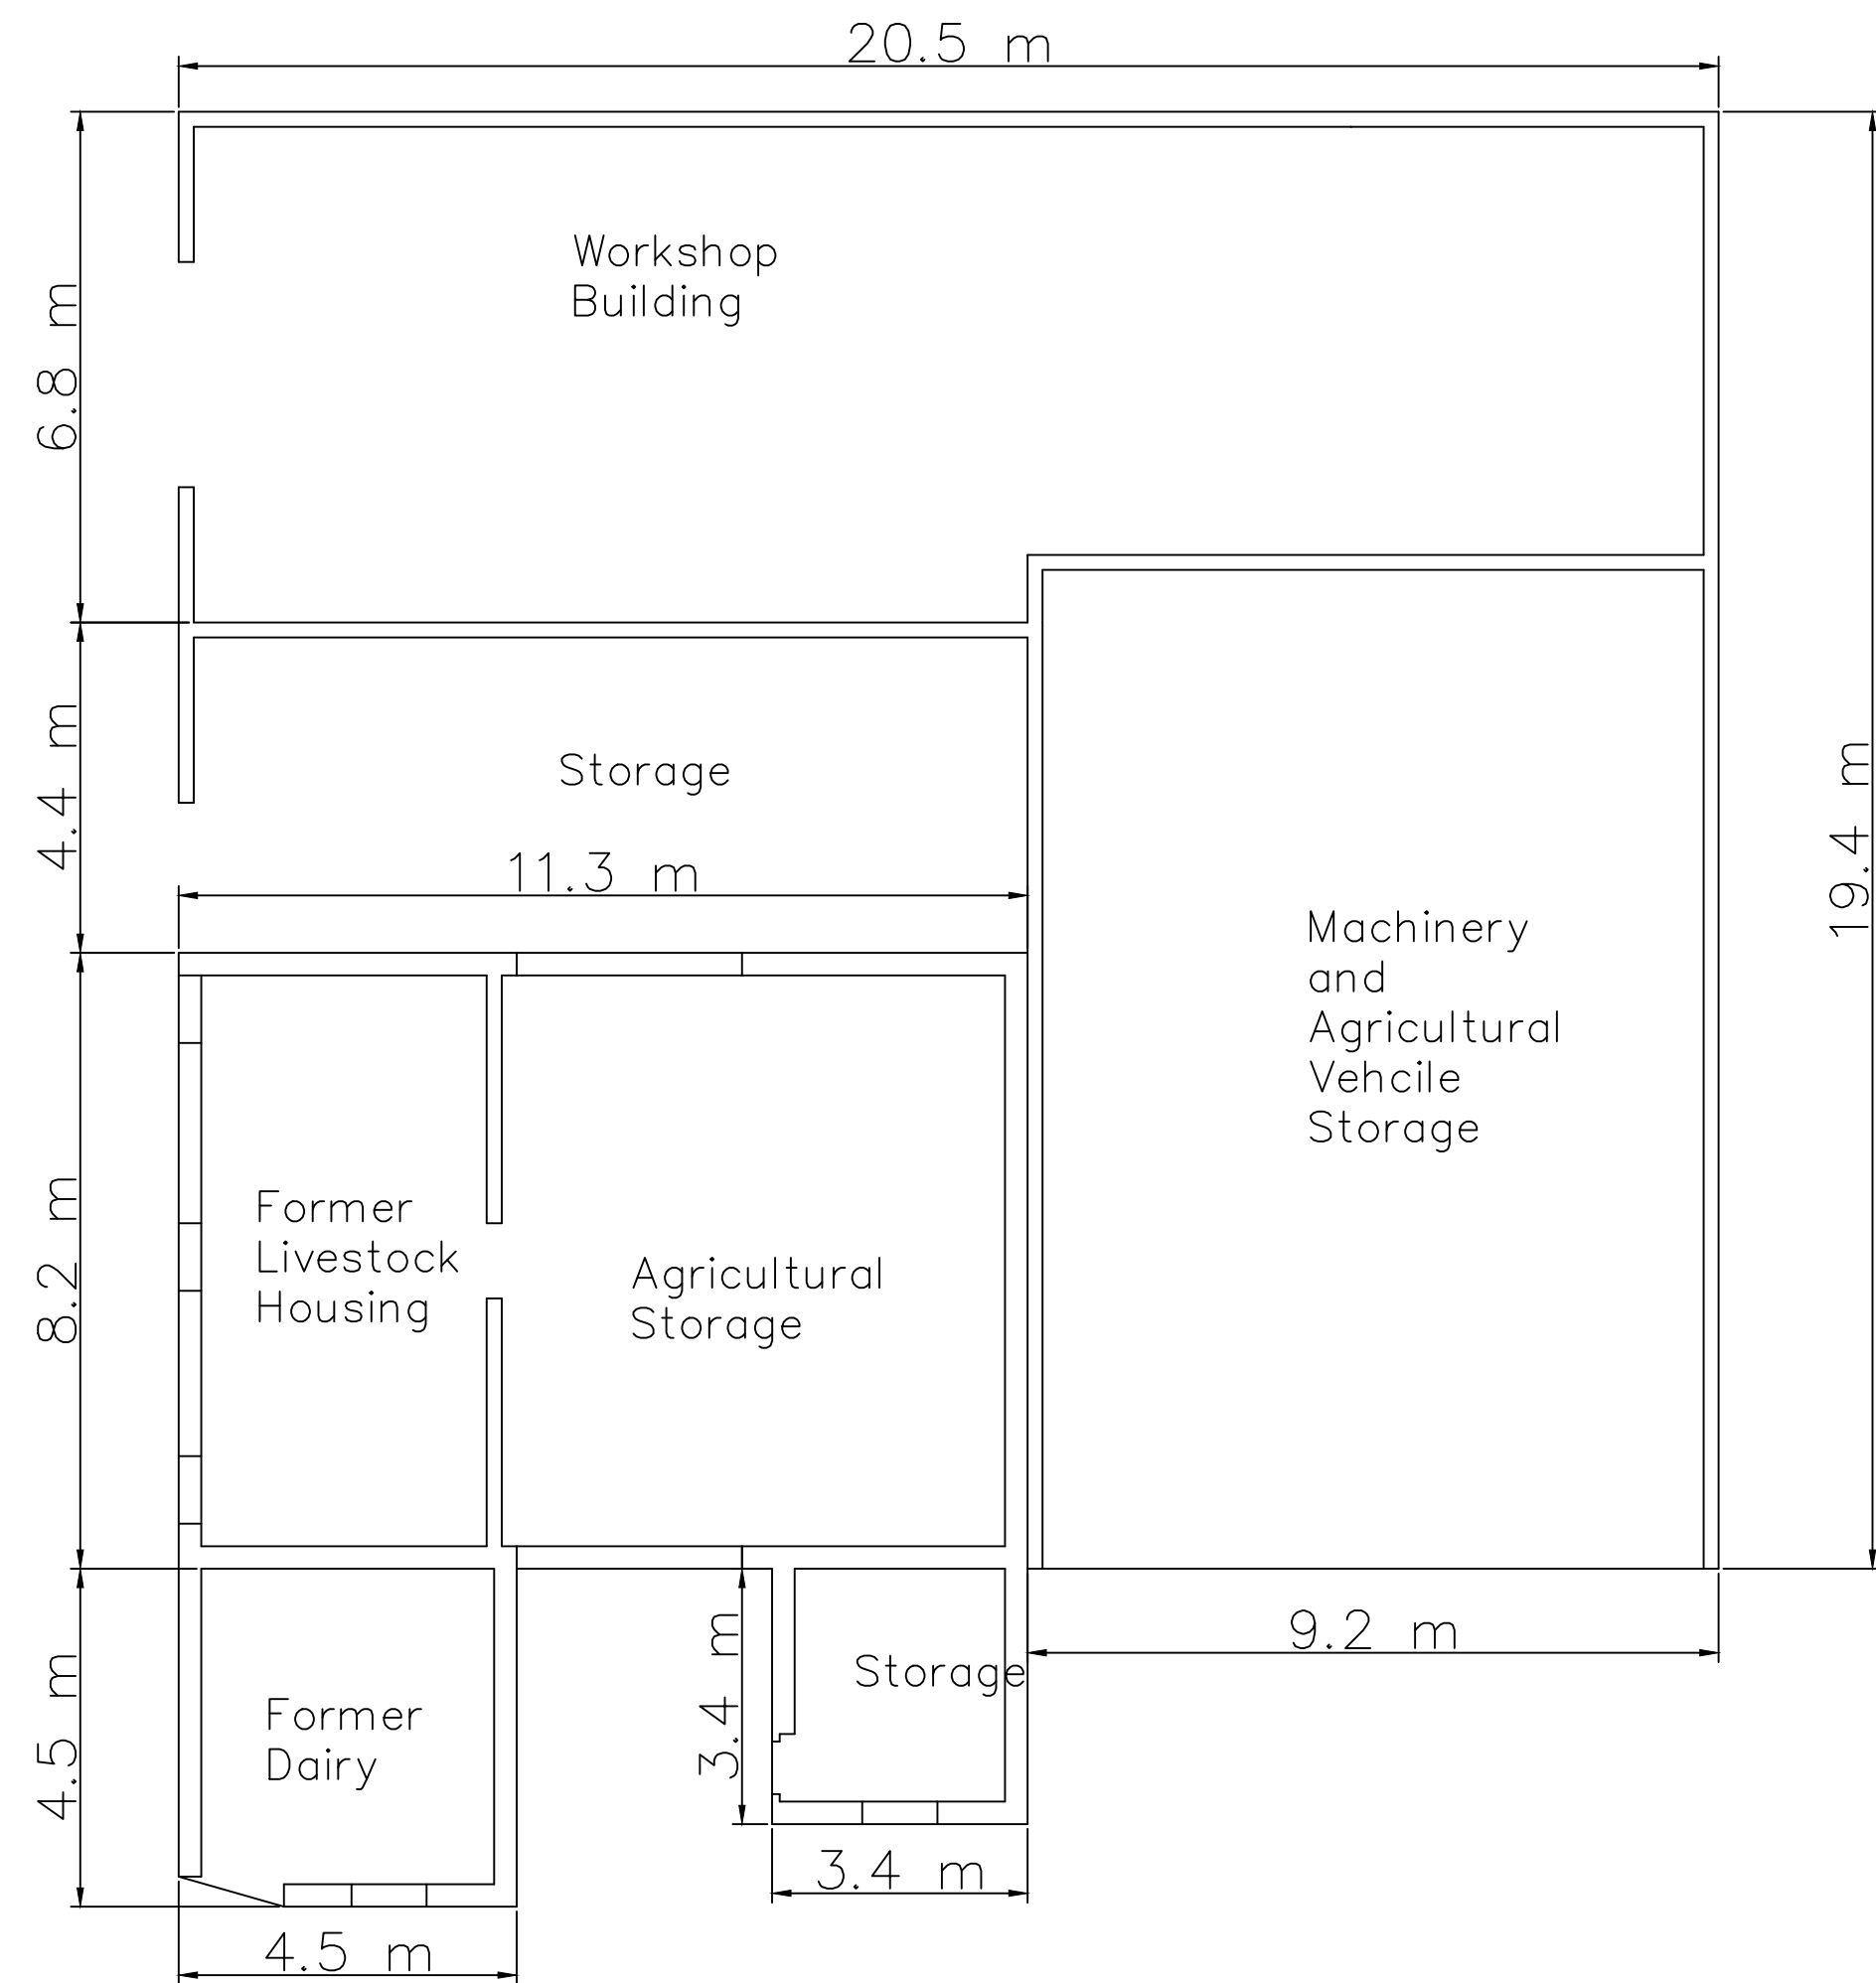 20.5 m
Workshop
Building
6.8 m
Storage
4.4 m
11.3 m
19.4 m
Machinery
and
Agricultural
Vehcile
Storage
Former
Livestock
Housing
8.2 m
Agricultural
Storage
9.2 m
Storage
3.4 m
Former
Dairy
4.5 m
3.4 m
4.5 m